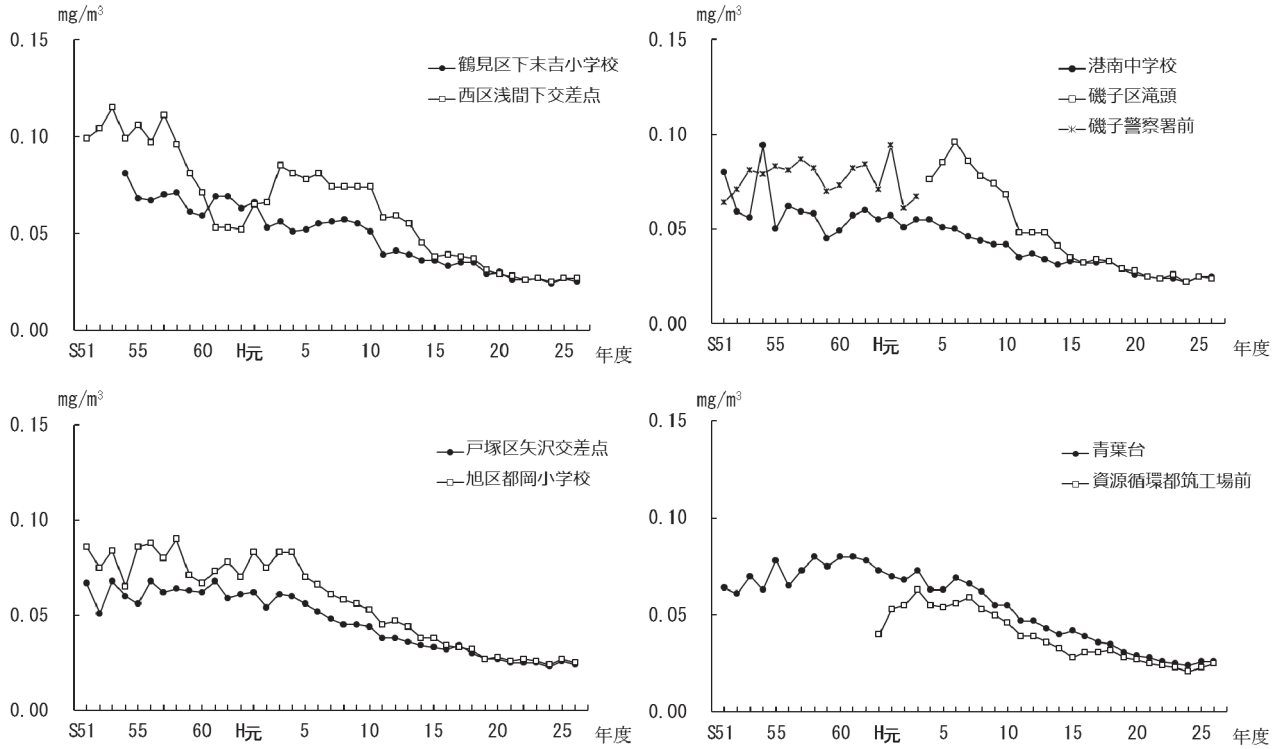 mg/m³
0.15
0.10
0.05
0.00
鶴見区下末吉小学校
西区浅間下交差点
S51 55 60 H元 5 10 15 20 25 年度
mg/m³
0.15
0.10
0.05
0.00
港南中学校
磯子区滝頭
磯子警察署前
S51 55 60 H元 5 10 15 20 25 年度
mg/m³
0.15
0.10
0.05
0.00
戸塚区矢沢交差点
旭区都岡小学校
S51 55 60 H元 5 10 15 20 25 年度
mg/m³
0.15
0.10
0.05
0.00
青葉台
資源循環都筑工場前
S51 55 60 H元 5 10 15 20 25 年度